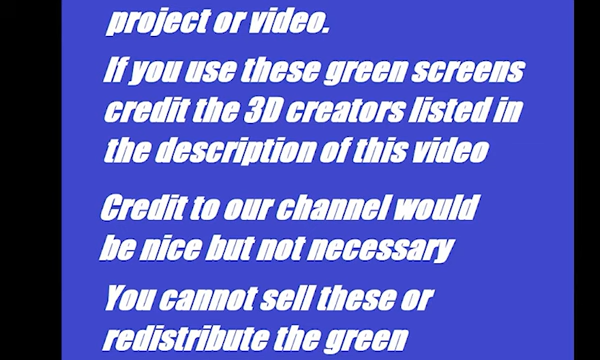 project or video.
If you use these green screens
credit the 3D creators listed in
the description of this video
Credit to our channel would
be nice but not necessary
You cannot sell these or
redistribute the green